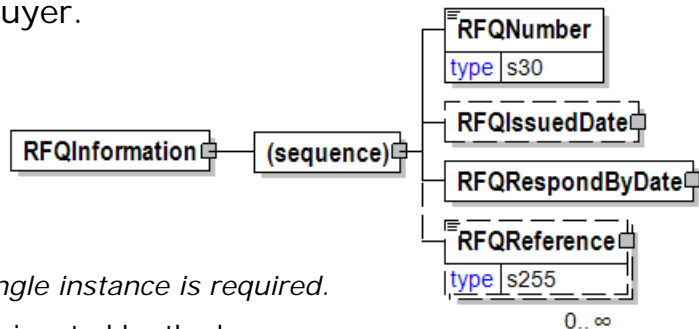 uyer.
RFQNumber
type s30
RFQIssuedDate
RFQInformation
(sequence)
RFQRespondByDate
RFQReference
type s255
ngle instance is required.
0..∞